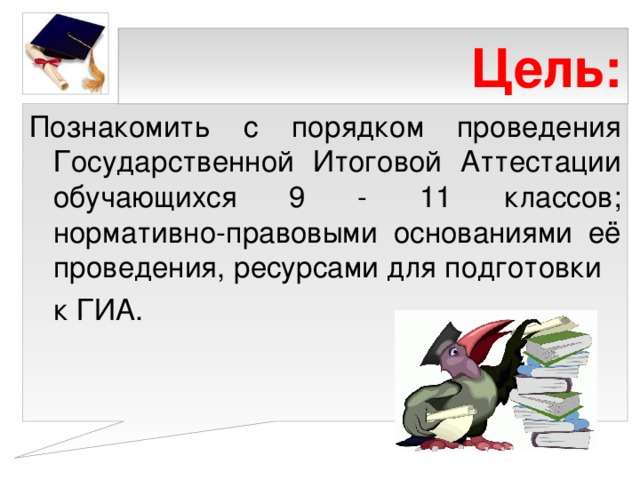 Цель:
Познакомить с порядком проведения
Государственной Итоговой Аттестации
обучающихся 9 - 11 классов;
нормативно-правовыми основаниями её
проведения, ресурсами для подготовки
к ГИА.